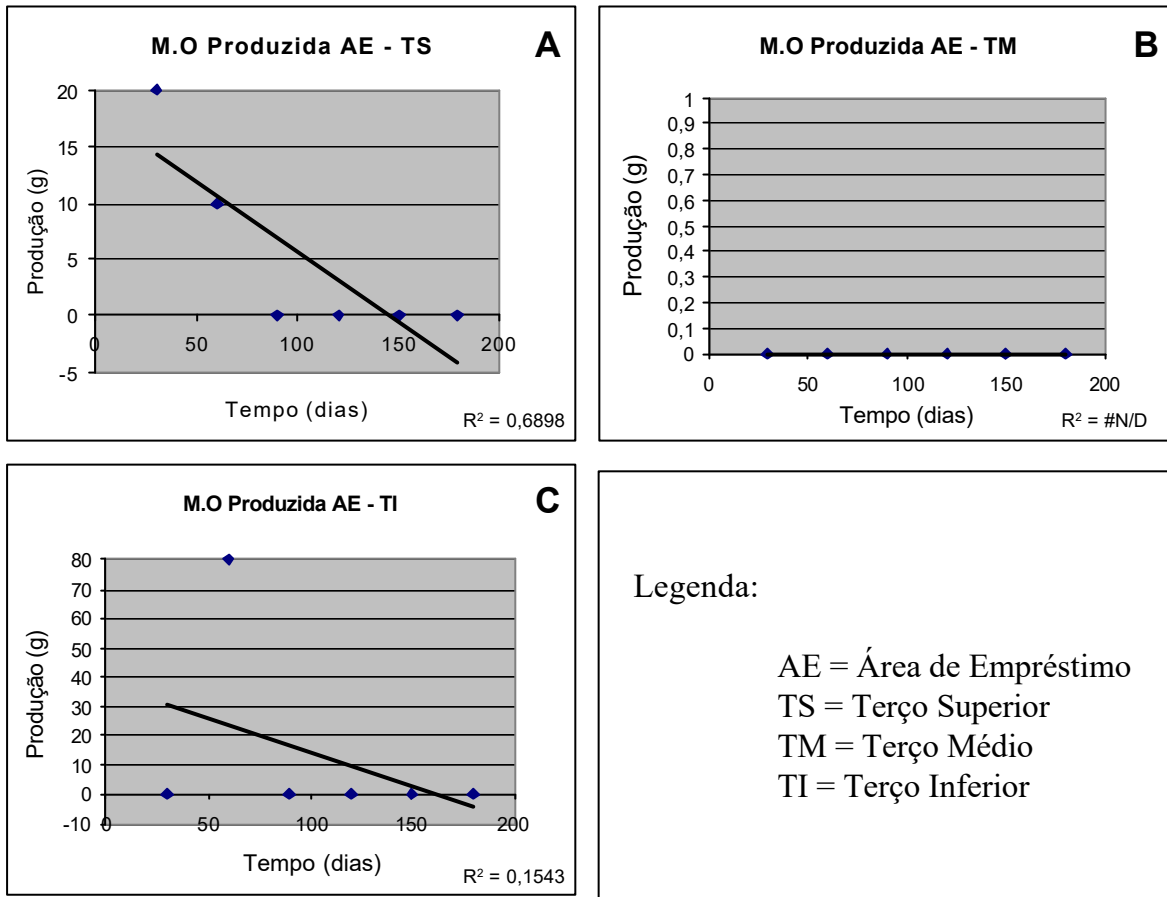 M.O Produzida AE - TS
A
20
15
10
5
0
-5
0
50
100
150
200
Produção (g)
Tempo (dias)
R² = 0,6898
M.O Produzida AE - TM
B
1
0,9
0,8
0,7
0,6
0,5
0,4
0,3
0,2
0,1
0
0
50
100
150
200
Produção (g)
Tempo (dias)
R² = #N/D
M.O Produzida AE - TI
C
80
70
60
50
40
30
20
10
0
-10
0
50
100
150
200
Produção (g)
Tempo (dias)
R² = 0,1543
Legenda:
AE = Área de Empréstimo
TS = Terço Superior
TM = Terço Médio
TI = Terço Inferior